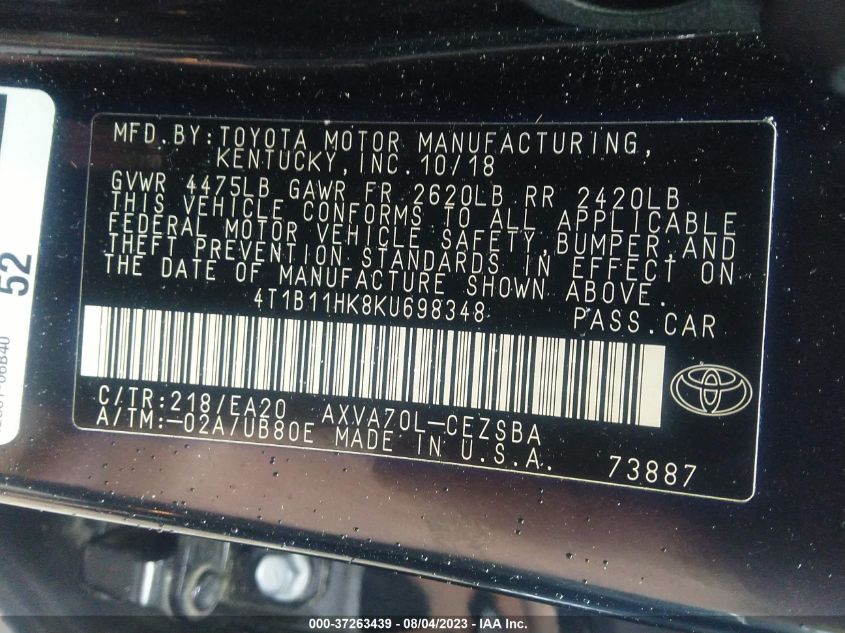 MFD. BY: TOYOTA MOTOR MANUFACTURING,
KENTUCKY, INC. 10/18
GVWR 4475LB GAWR FR 2620LB RR 2420LB
THIS VEHICLE CONFORMS TO ALL APPLICABLE
FEDERAL MOTOR VEHICLE SAFETY, BUMPER, AND
THEFT PREVENTION STANDARDS IN EFFECT ON
THE DATE OF MANUFACTURE SHOWN ABOVE.
4T1B11HK8KU698348 PASS. CAR
C/TR: 218/EA20 AXVA70L-CEZSBA
A/TM: -02A/UB80E MADE IN U.S.A.
73887
52
000-37263439 - 08/04/2023 - IAA Inc.